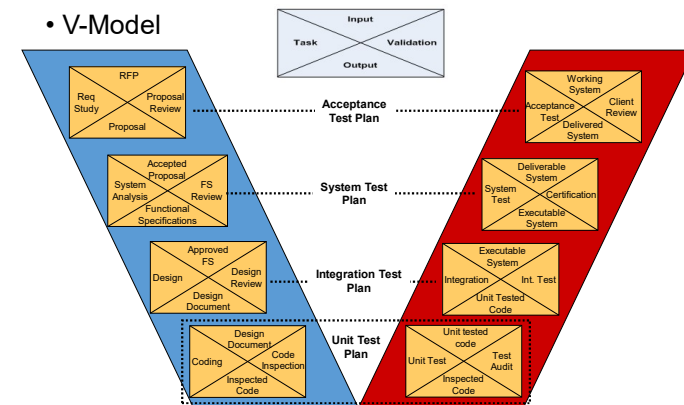 • V-Model
Input
Task
Validation
Output
RFP
Req
Study
Proposal
Review
Proposal
Acceptance
Test Plan
Working
System
Acceptance
Test
Client
Review
Delivered
System
Accepted
Proposal
System
Analysis
FS
Review
Functional
Specifications
System Test
Plan
Deliverable
System
System
Test
Certification
Executable
System
Approved
FS
Design
Design
Review
Design
Document
Integration Test
Plan
Executable
System
Integration
Int. Test
Unit Tested
Code
Design
Document
Coding
Code
Inspection
Inspected
Code
Unit Test
Plan
Unit tested
code
Unit Test
Test
Audit
Inspected
Code